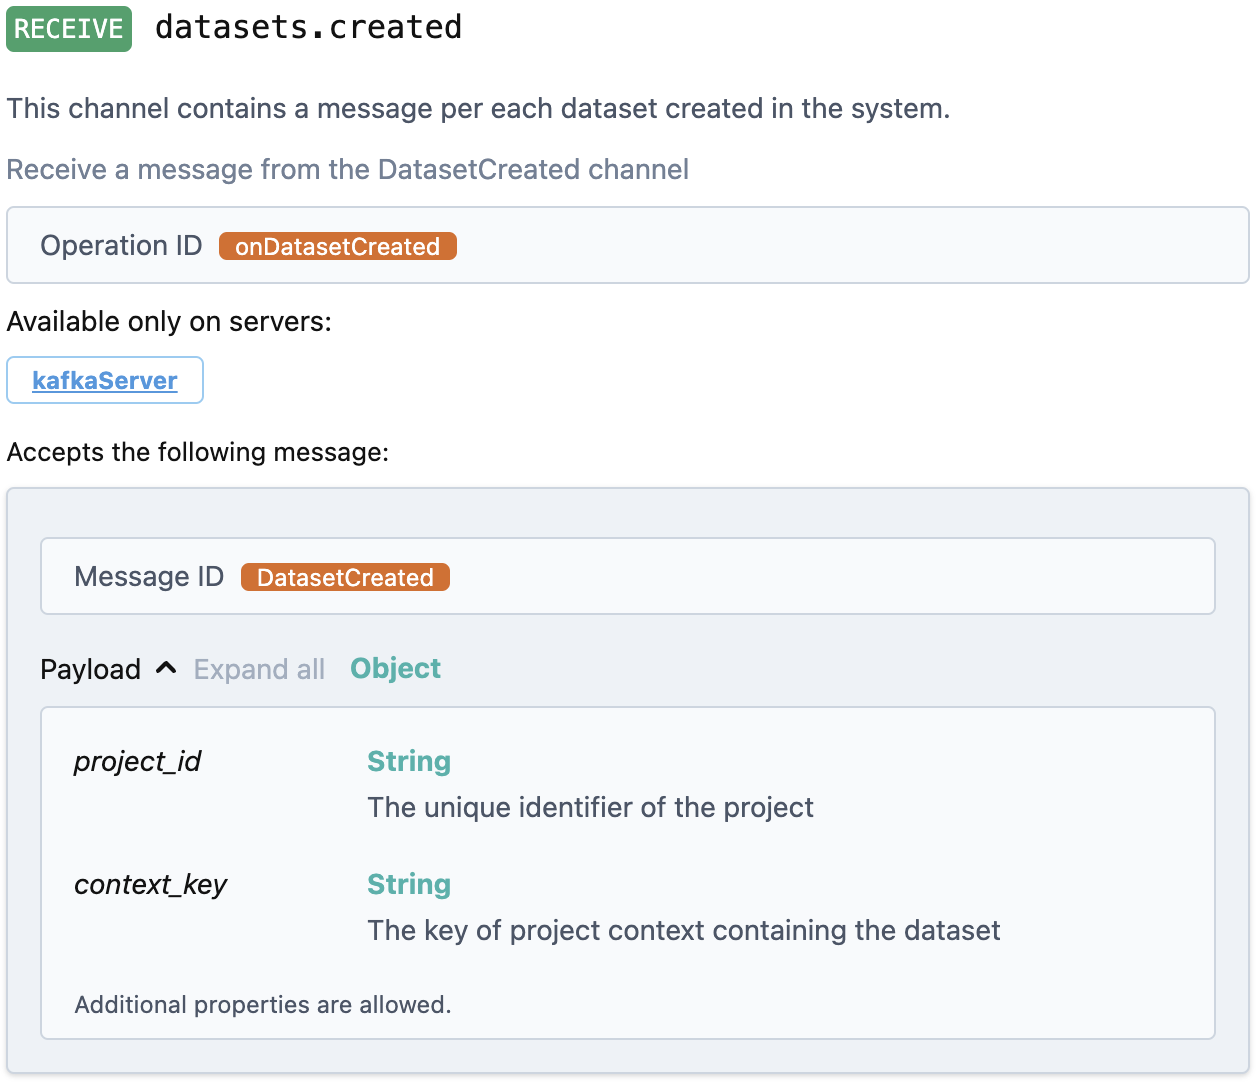 RECEIVE datasets.created
This channel contains a message per each dataset created in the system.
Receive a message from the DatasetCreated channel
Operation ID onDatasetCreated
Available only on servers:
kafkaServer
Accepts the following message:
Message ID DatasetCreated
Payload Expand all Object
project_id String
The unique identifier of the project
context_key String
The key of project context containing the dataset
Additional properties are allowed.